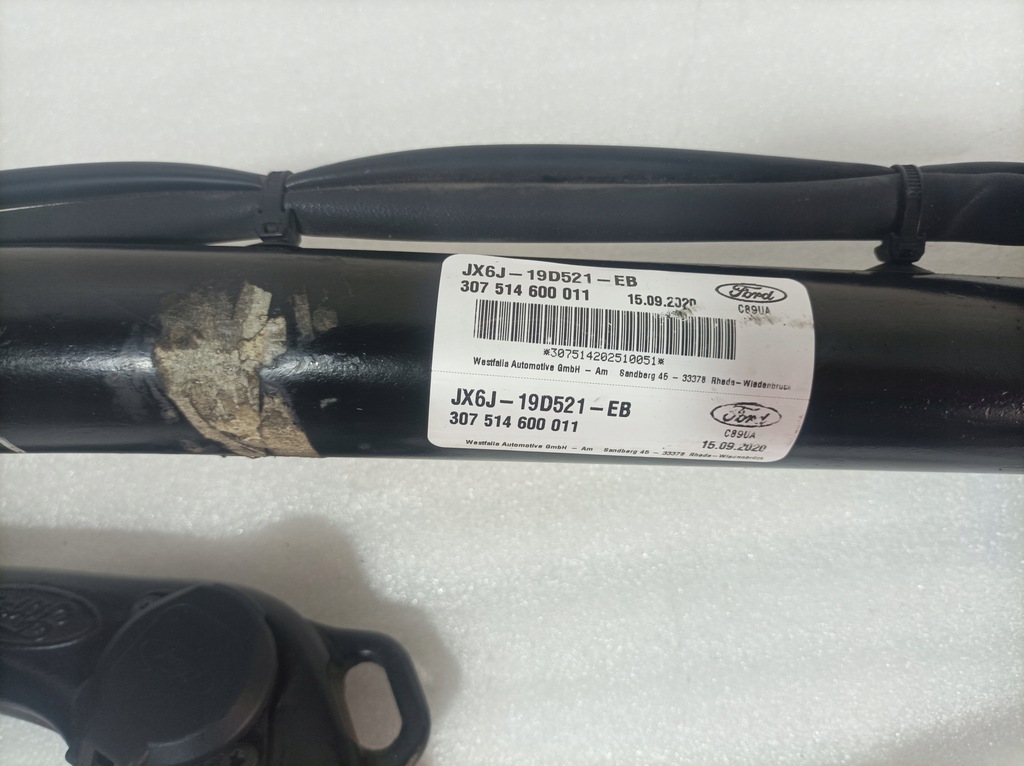 JX6J-19D521-EB
307 514 600 011 15.09.2020
Ford
C89UA
*307514202510051*
Westfalia Automotive GmbH - Am Sandberg 45 - 33378 Rheda-Wiedenbrück
JX6J-19D521-EB
307 514 600 011
Ford
C89UA
15.09.2020
Westfalia Automotive GmbH - Am Sandberg 45 - 33378 Rheda-Wiedenbrück